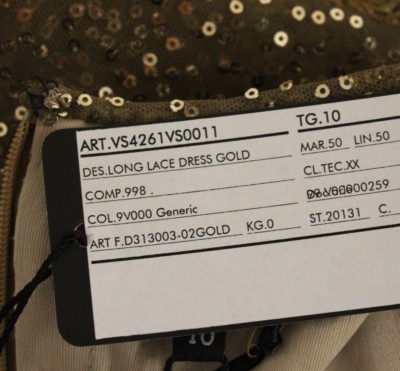 ART.VS4261VS0011 TG.10
DES.LONG LACE DRESS GOLD MAR.50 LIN.50
COMP.998 . CL.TEC.XX
COL.9V000 Generic
ART F.D313003-02GOLD KG.0 ST.20131 C.
10